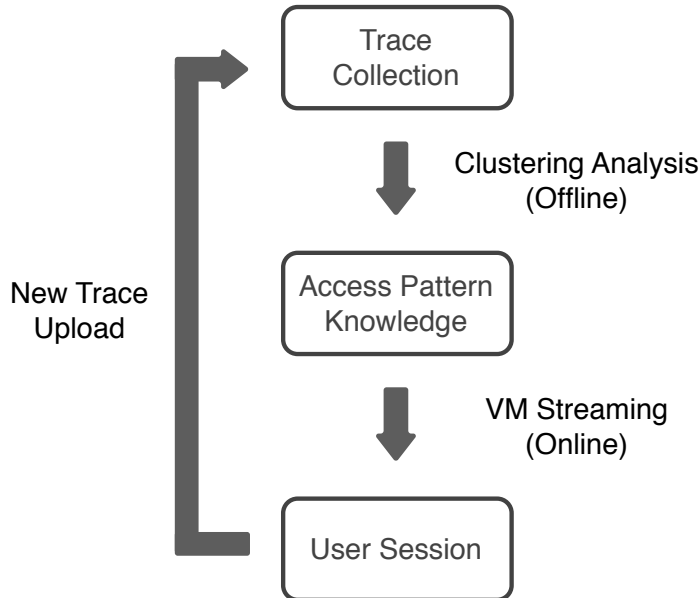 Trace
Collection
Clustering Analysis
(Offline)
Access Pattern
Knowledge
New Trace
Upload
VM Streaming
(Online)
User Session